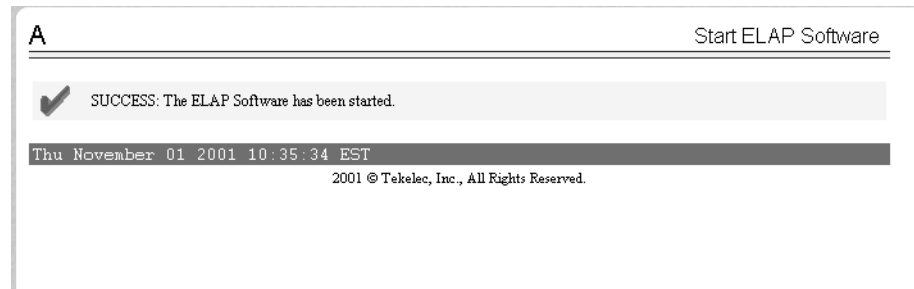 A
Start ELAP Software
SUCCESS: The ELAP Software has been started.
Thu November 01 2001 10:35:34 EST
2001 © Tekelec, Inc., All Rights Reserved.